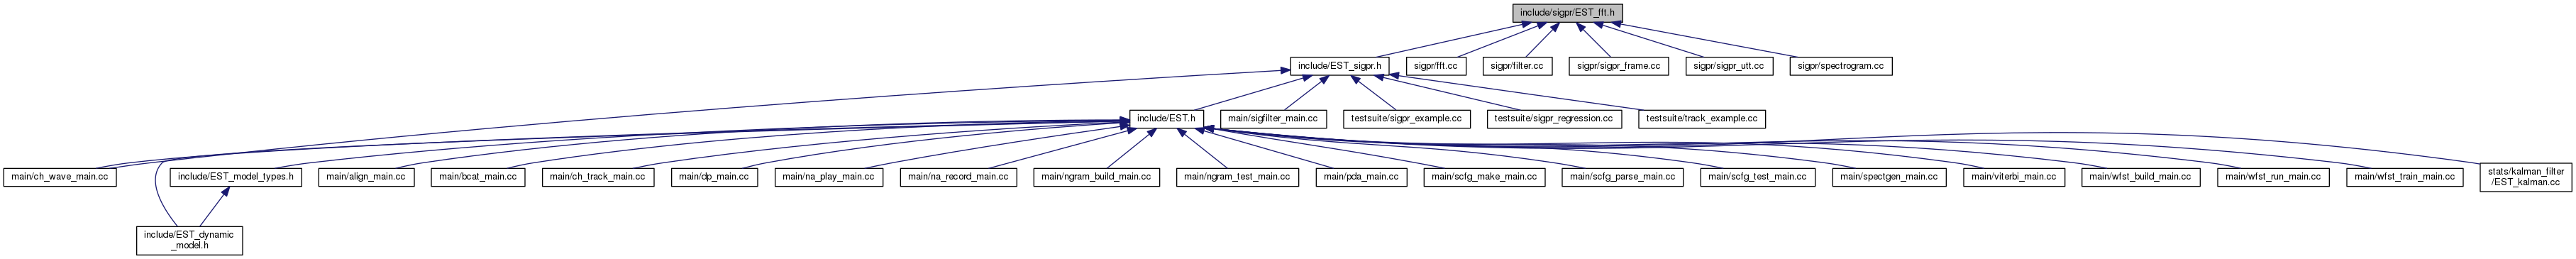 include/sigpr/EST_fft.h
include/EST_sigpr.h
sigpr/fft.cc
sigpr/filter.cc
sigpr/sigpr_frame.cc
sigpr/sigpr_utt.cc
sigpr/spectrogram.cc
include/EST.h
main/sigfilter_main.cc
testsuite/sigpr_example.cc
testsuite/sigpr_regression.cc
testsuite/track_example.cc
main/ch_wave_main.cc
include/EST_model_types.h
main/align_main.cc
main/bcat_main.cc
main/ch_track_main.cc
main/dp_main.cc
main/na_play_main.cc
main/na_record_main.cc
main/ngram_build_main.cc
main/ngram_test_main.cc
main/pda_main.cc
main/scfg_make_main.cc
main/scfg_parse_main.cc
main/scfg_test_main.cc
main/spectgen_main.cc
main/viterbi_main.cc
main/wfst_build_main.cc
main/wfst_run_main.cc
main/wfst_train_main.cc
stats/kalman_filter
/EST_kalman.cc
include/EST_dynamic
_model.h